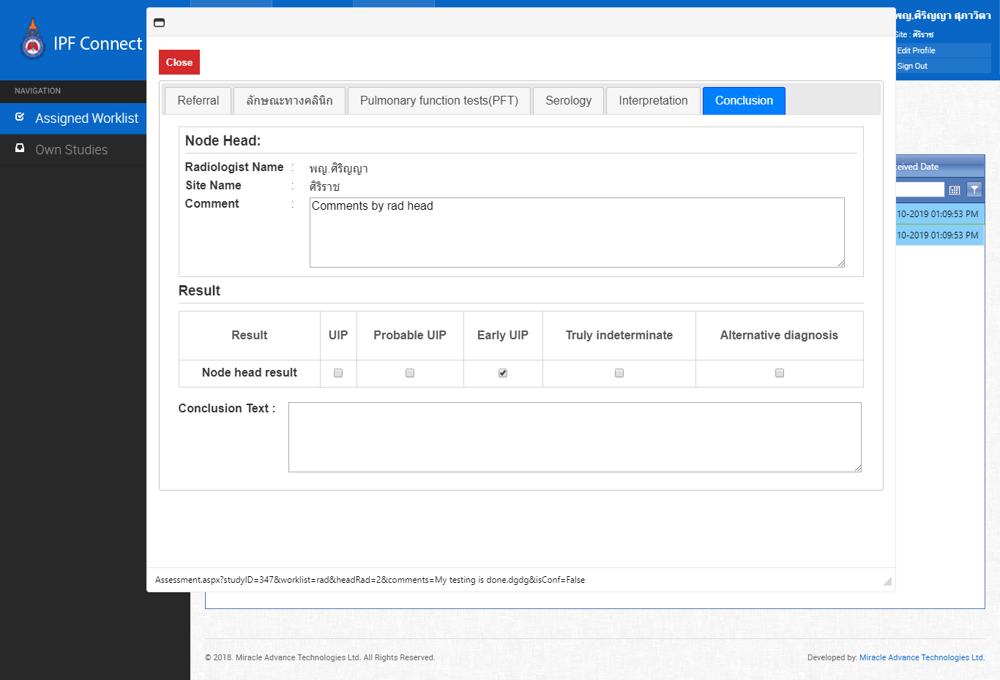 IPF Connect
พญ.ศิริญญา สุภาวิตา
Site : ศิริราช
Edit Profile
Sign Out
NAVIGATION
Assigned Worklist
Own Studies
Close
Referral ลักษณะทางคลินิก Pulmonary function tests(PFT) Serology Interpretation Conclusion
Node Head:
Radiologist Name : พญ.ศิริญญา
Site Name : ศิริราช
Comment : Comments by rad head
Result
Result UIP Probable UIP Early UIP Truly indeterminate Alternative diagnosis
Node head result
Conclusion Text :
Date
10-2019 01:09:53 PM
10-2019 01:09:53 PM
Assessment.aspx?studyID=347&worklist=rad&headRad=2&comments=My testing is done.dgdg&isConf=False
© 2018. Miracle Advance Technologies Ltd. All Rights Reserved.
Developed by: Miracle Advance Technologies Ltd.